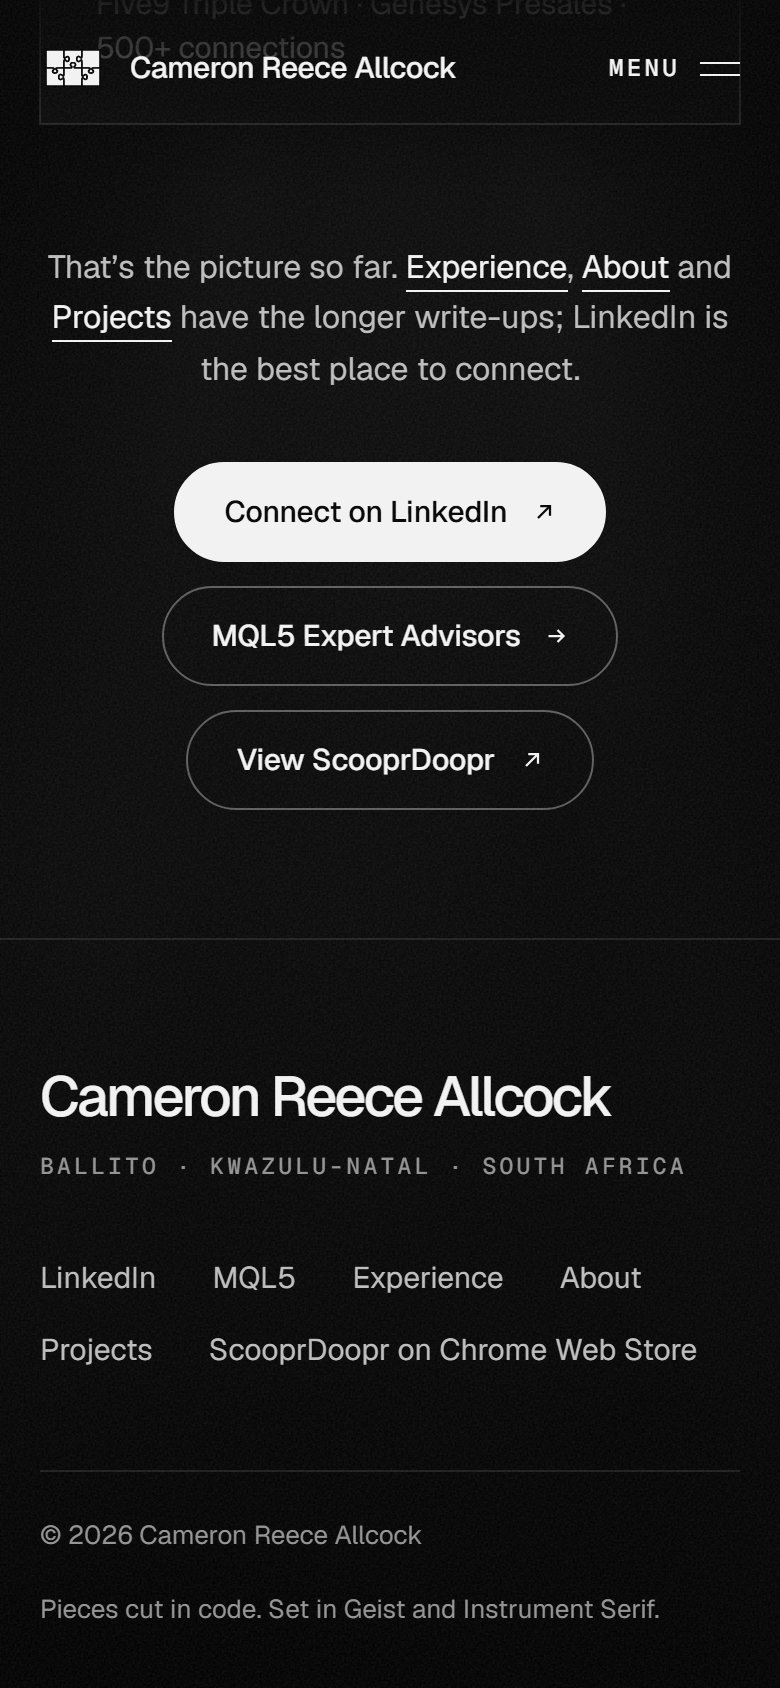 Five9 Triple Crown · Genesys Presales ·
500+ connections
Cameron Reece Allcock
MENU
That’s the picture so far. Experience, About and
Projects have the longer write-ups; LinkedIn is
the best place to connect.
Connect on LinkedIn ↗
MQL5 Expert Advisors →
View ScooprDoopr ↗
Cameron Reece Allcock
BALLITO · KWAZULU-NATAL · SOUTH AFRICA
LinkedIn MQL5 Experience About
Projects ScooprDoopr on Chrome Web Store
© 2026 Cameron Reece Allcock
Pieces cut in code. Set in Geist and Instrument Serif.